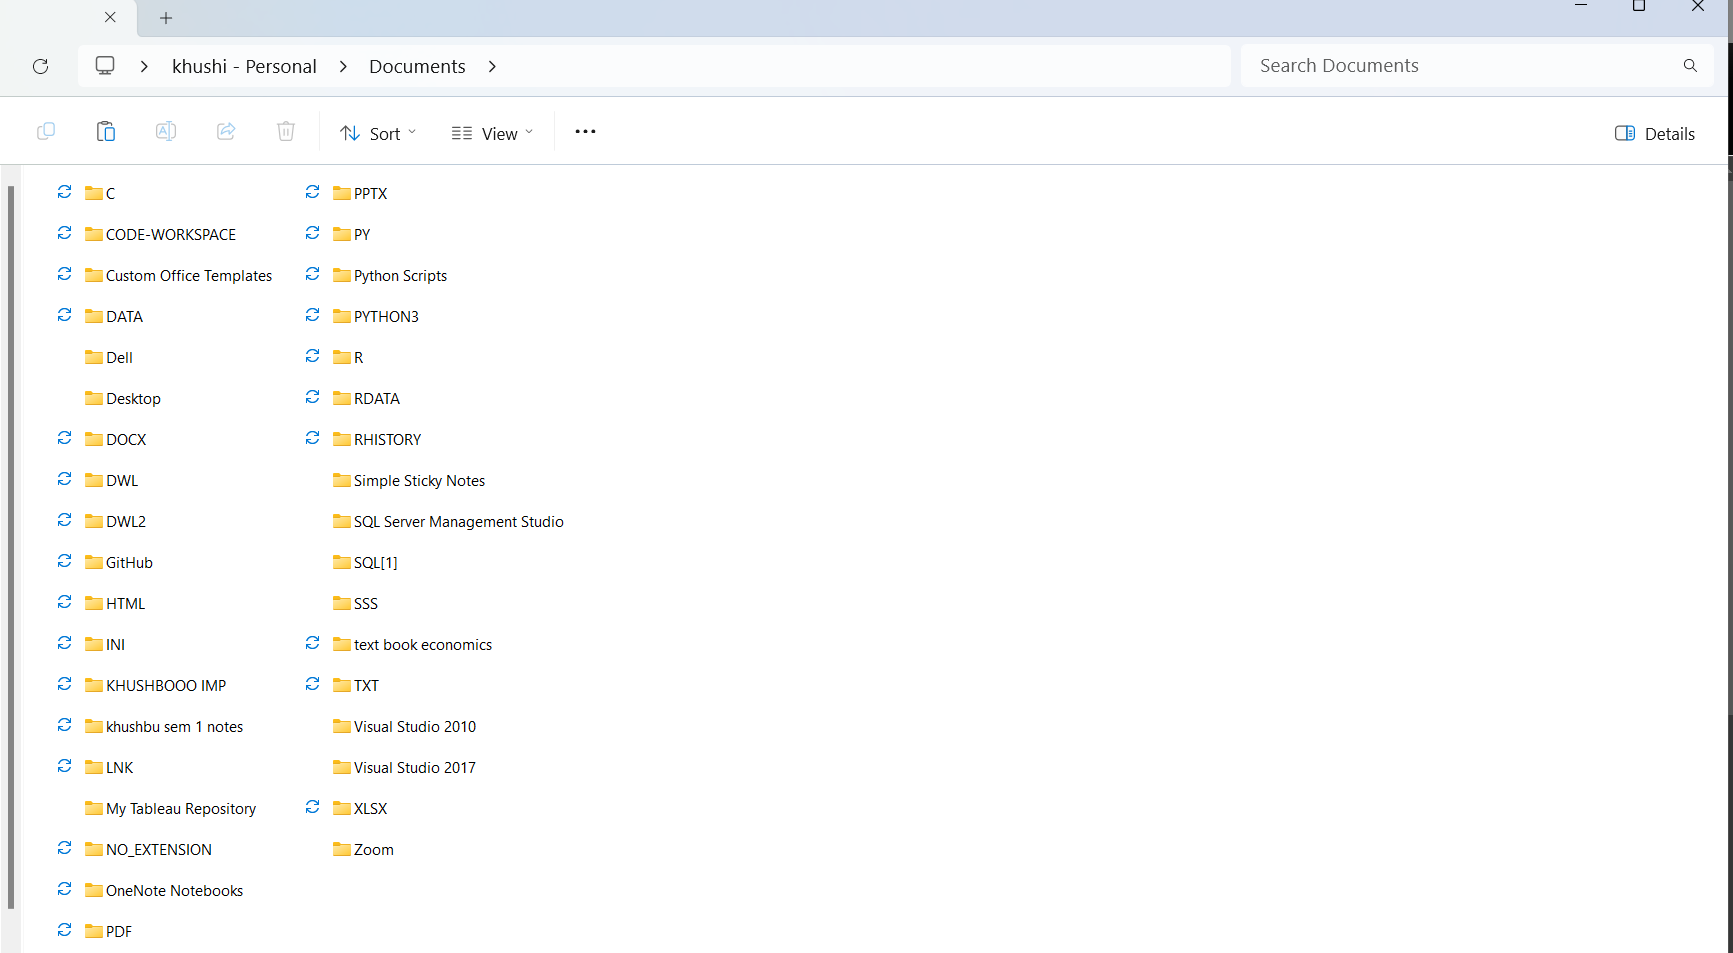 khushi - Personal
Documents
Search Documents
Sort
View
Details
C
CODE-WORKSPACE
Custom Office Templates
DATA
Dell
Desktop
DOCX
DWL
DWL2
GitHub
HTML
INI
KHUSHBOOO IMP
khushbu sem 1 notes
LNK
My Tableau Repository
NO_EXTENSION
OneNote Notebooks
PDF
PPTX
PY
Python Scripts
PYTHON3
R
RDATA
RHISTORY
Simple Sticky Notes
SQL Server Management Studio
SQL[1]
SSS
text book economics
TXT
Visual Studio 2010
Visual Studio 2017
XLSX
Zoom